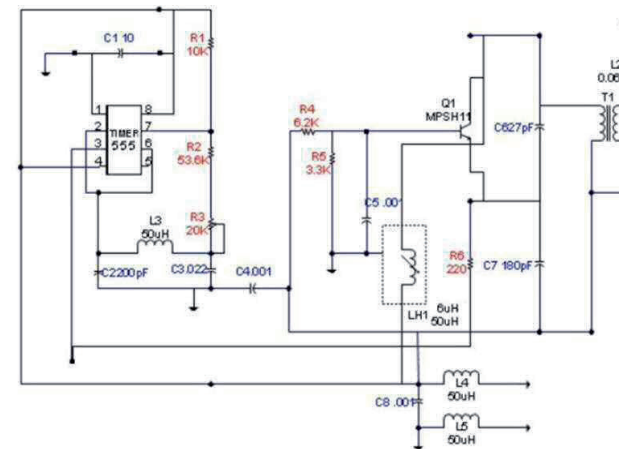 C1 10
R1
10K
1
2
3
4
TIMER
555
8
7
6
5
R2
53.6K
R3
20K
L3
50uH
C2200pF
C3.022
C4.001
R4
6.2K
R5
3.3K
C5 .001
Q1
MPSH11
C627pF
L2
0.06
T1
R6
220
C7 180pF
LH1
6uH
50uH
C8 .001
L4
50uH
L5
50uH